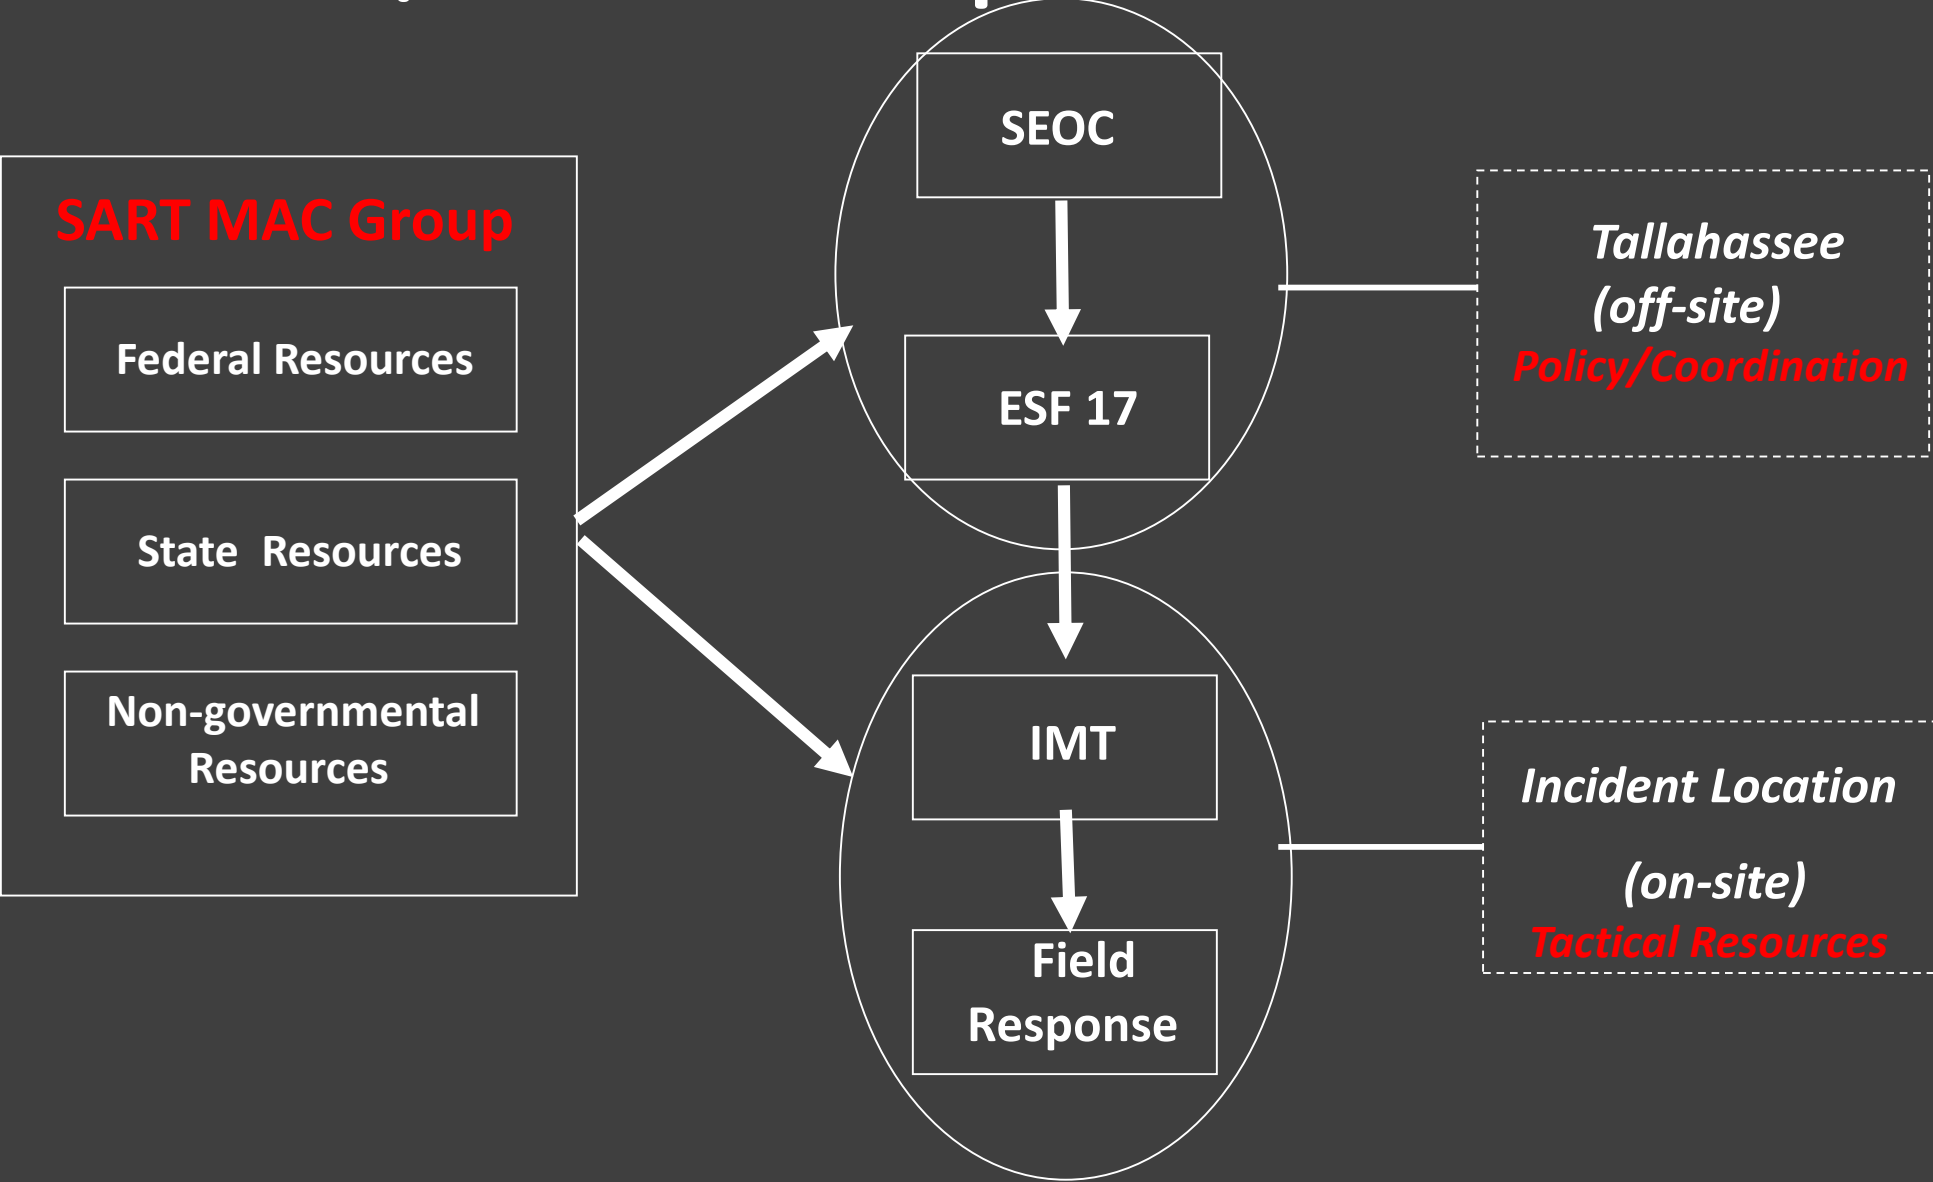 SART MAC Group
Federal Resources
State Resources
Non-governmental
Resources
SEOC
ESF 17
IMT
Field
Response
Tallahassee
(off-site)
Policy/Coordination
Incident Location
(on-site)
Tactical Resources